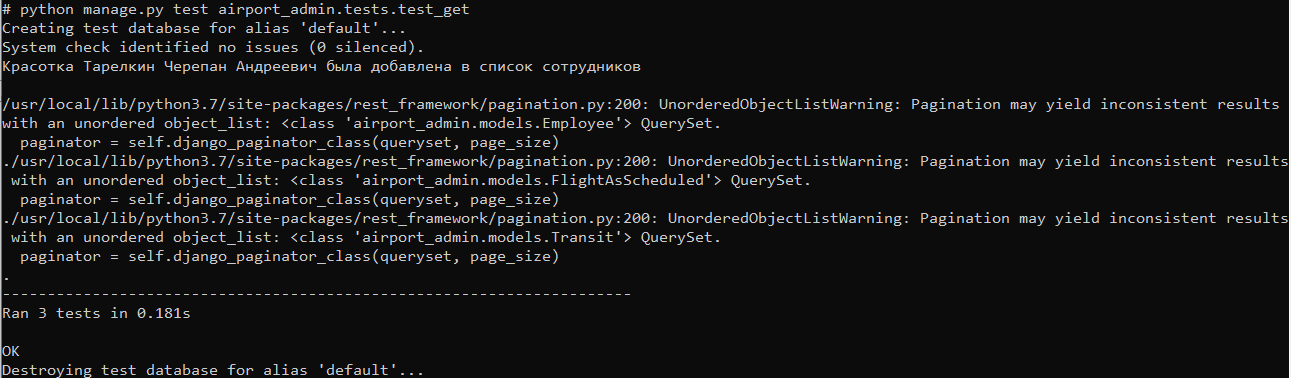 # python manage.py test airport_admin.tests.test_get
Creating test database for alias 'default'...
System check identified no issues (0 silenced).
Красотка Тарелкин Черепан Андреевич была добавлена в список сотрудников
/usr/local/lib/python3.7/site-packages/rest_framework/pagination.py:200: UnorderedObjectListWarning: Pagination may yield inconsistent results
with an unordered object_list: <class 'airport_admin.models.Employee'> QuerySet.
  paginator = self.django_paginator_class(queryset, page_size)
./usr/local/lib/python3.7/site-packages/rest_framework/pagination.py:200: UnorderedObjectListWarning: Pagination may yield inconsistent results
 with an unordered object_list: <class 'airport_admin.models.FlightAsScheduled'> QuerySet.
  paginator = self.django_paginator_class(queryset, page_size)
./usr/local/lib/python3.7/site-packages/rest_framework/pagination.py:200: UnorderedObjectListWarning: Pagination may yield inconsistent results
 with an unordered object_list: <class 'airport_admin.models.Transit'> QuerySet.
  paginator = self.django_paginator_class(queryset, page_size)
.
----------------------------------------------------------------------
Ran 3 tests in 0.181s
OK
Destroying test database for alias 'default'...